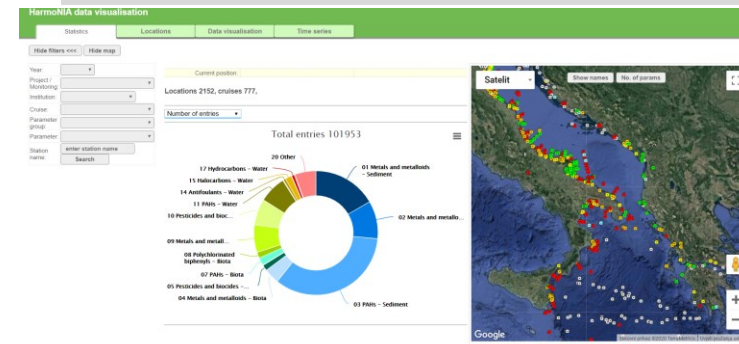 HarmoNIA data visualisation
Statistics
Locations
Data visualisation
Time series
Hide filters <<<
Hide map
Year:
Project / Monitoring:
Institution:
Cruise:
Parameter group:
Parameter:
Station name:
enter station name
Search
Current position
Locations 2152, cruises 777,
Number of entries
Total entries 101953
20 Other
17 Hydrocarbons - Water
15 Halocarbons - Water
14 Antifoulants - Water
11 PAHs - Water
10 Pesticides and bioc...
09 Metals and metall...
08 Polychlorinated
biphenyls - Biota
07 PAHs - Biota
05 Pesticides and biocides -...
04 Metals and metalloids - Biota
01 Metals and metalloids
- Sediment
02 Metals and metallo...
03 PAHs - Sediment
Satelit
Show names
No. of params
Google